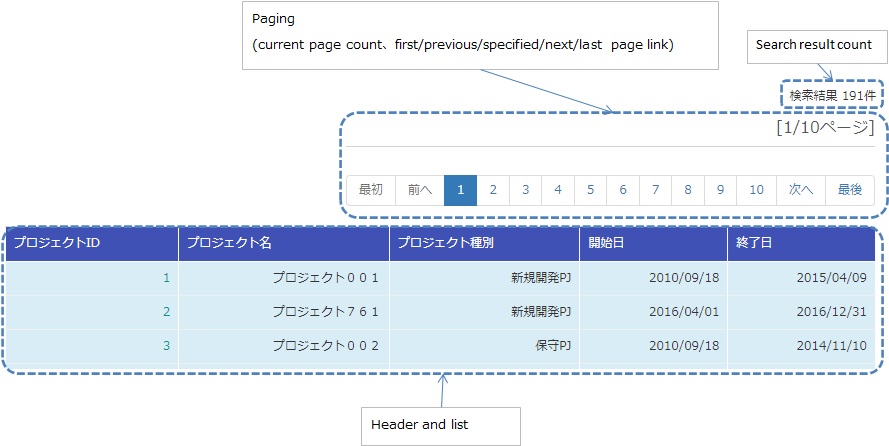 Paging
(current page count、first/previous/specified/next/last page link)
Search result count
検索結果 191件
[1/10ページ]
最初 前へ 1 2 3 4 5 6 7 8 9 10 次へ 最後
プロジェクトID プロジェクト名 プロジェクト種別 開始日 終了日
1 プロジェクト００１ 新規開発PJ 2010/09/18 2015/04/09
2 プロジェクト７６１ 新規開発PJ 2016/04/01 2016/12/31
3 プロジェクト００２ 保守PJ 2010/09/18 2014/11/10
Header and list